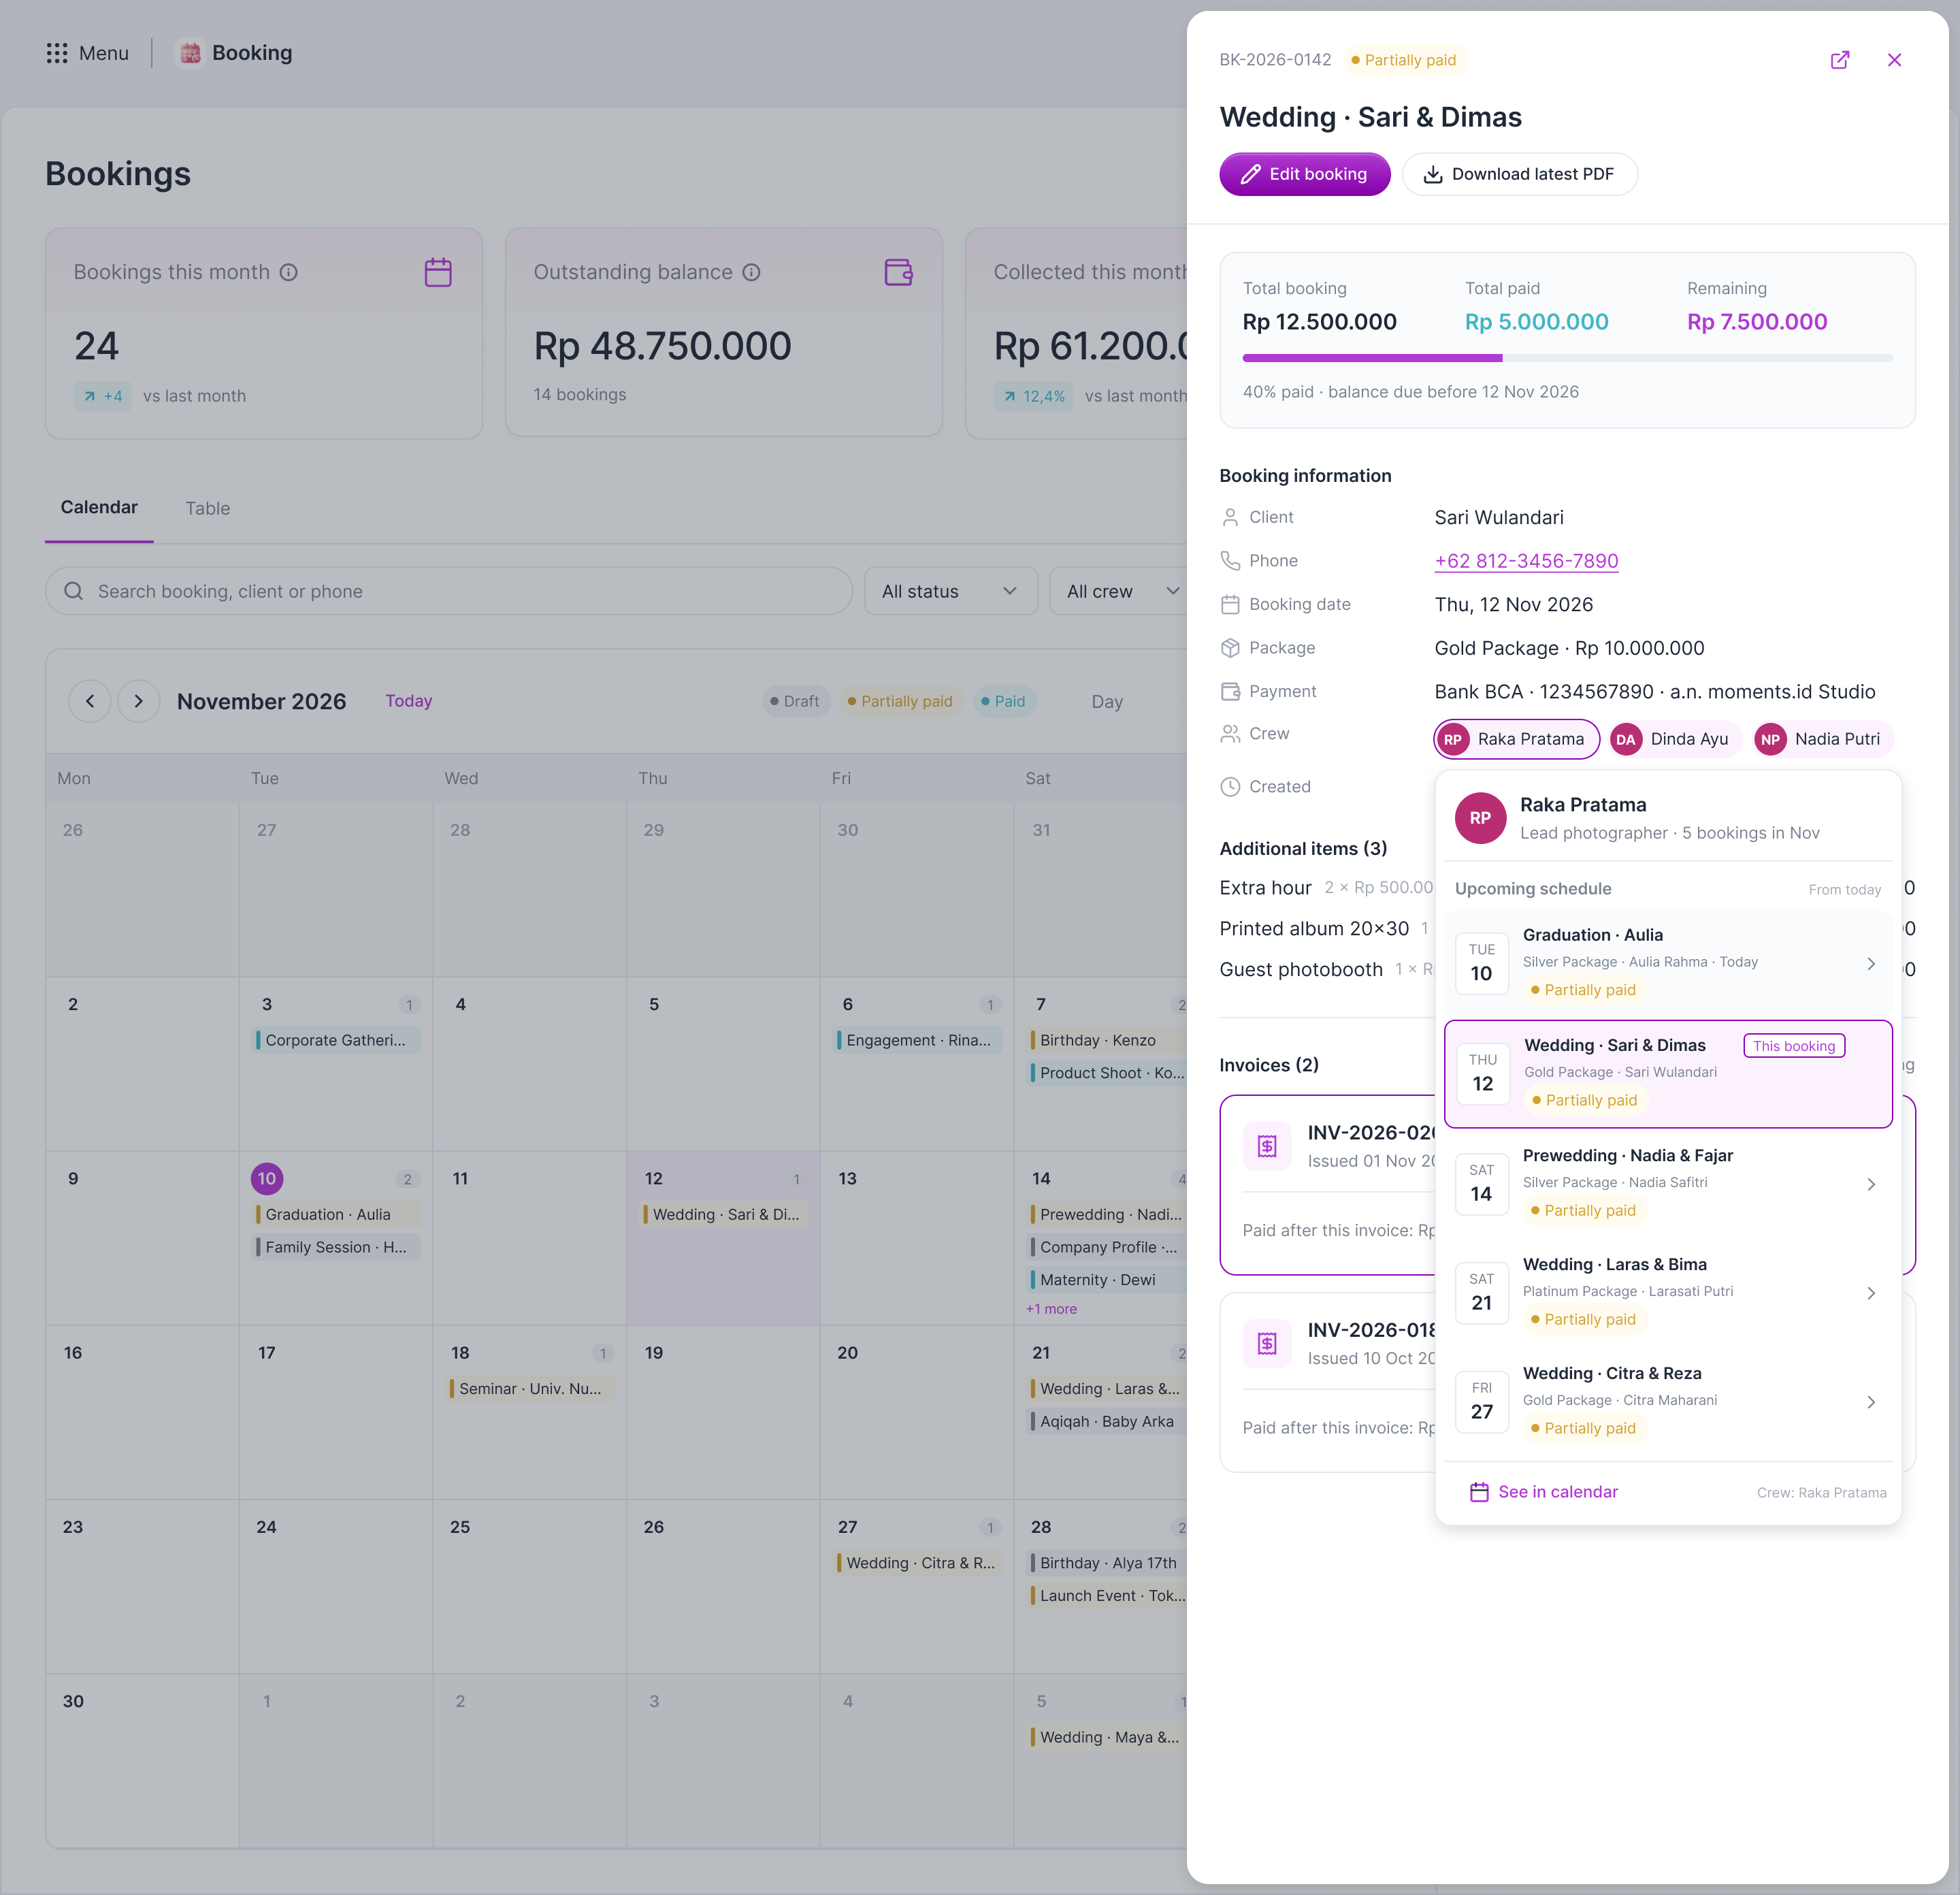 Menu
Booking
Bookings
Bookings this month
24
+4 vs last month
Outstanding balance
Rp 48.750.000
14 bookings
Collected this month
Rp 61.200.0
12,4% vs last month
Calendar
Table
Search booking, client or phone
All status
All crew
November 2026
Today
Draft
Partially paid
Paid
Day
Mon Tue Wed Thu Fri Sat
26 27 28 29 30 31
2 3 1 4 5 6 1 7 2
Corporate Gatheri...
Engagement · Rina...
Birthday · Kenzo
Product Shoot · Ko...
9 10 2 11 12 1 13 14 4
Graduation · Aulia
Family Session · H...
Wedding · Sari & Di...
Prewedding · Nadi...
Company Profile ·...
Maternity · Dewi
+1 more
16 17 18 1 19 20 21 2
Seminar · Univ. Nu...
Wedding · Laras &...
Aqiqah · Baby Arka
23 24 25 26 27 1 28 2
Wedding · Citra & R...
Birthday · Alya 17th
Launch Event · Tok...
30 1 2 3 4 5 1
Wedding · Maya &...
BK-2026-0142
Partially paid
Wedding · Sari & Dimas
Edit booking
Download latest PDF
Total booking
Rp 12.500.000
Total paid
Rp 5.000.000
Remaining
Rp 7.500.000
40% paid · balance due before 12 Nov 2026
Booking information
Client
Sari Wulandari
Phone
+62 812-3456-7890
Booking date
Thu, 12 Nov 2026
Package
Gold Package · Rp 10.000.000
Payment
Bank BCA · 1234567890 · a.n. moments.id Studio
Crew
RP Raka Pratama
DA Dinda Ayu
NP Nadia Putri
Created
Additional items (3)
Extra hour 2 × Rp 500.00
0
Printed album 20×30 1
0
Guest photobooth 1 × R
0
Invoices (2)
INV-2026-02
Issued 01 Nov 20
Paid after this invoice: Rp
INV-2026-018
Issued 10 Oct 20
Paid after this invoice: Rp
RP
Raka Pratama
Lead photographer · 5 bookings in Nov
Upcoming schedule
From today
TUE
10
Graduation · Aulia
Silver Package · Aulia Rahma · Today
Partially paid
THU
12
Wedding · Sari & Dimas
This booking
Gold Package · Sari Wulandari
Partially paid
SAT
14
Prewedding · Nadia & Fajar
Silver Package · Nadia Safitri
Partially paid
SAT
21
Wedding · Laras & Bima
Platinum Package · Larasati Putri
Partially paid
FRI
27
Wedding · Citra & Reza
Gold Package · Citra Maharani
Partially paid
See in calendar
Crew: Raka Pratama